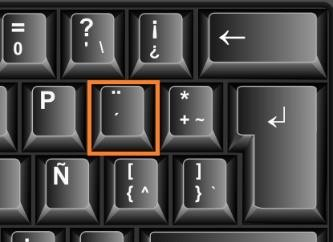 = ? ¡ ←
0 ' \ ¿
P ¨ * ↵
´ + ~
Ñ [ ]
{ ^ } `